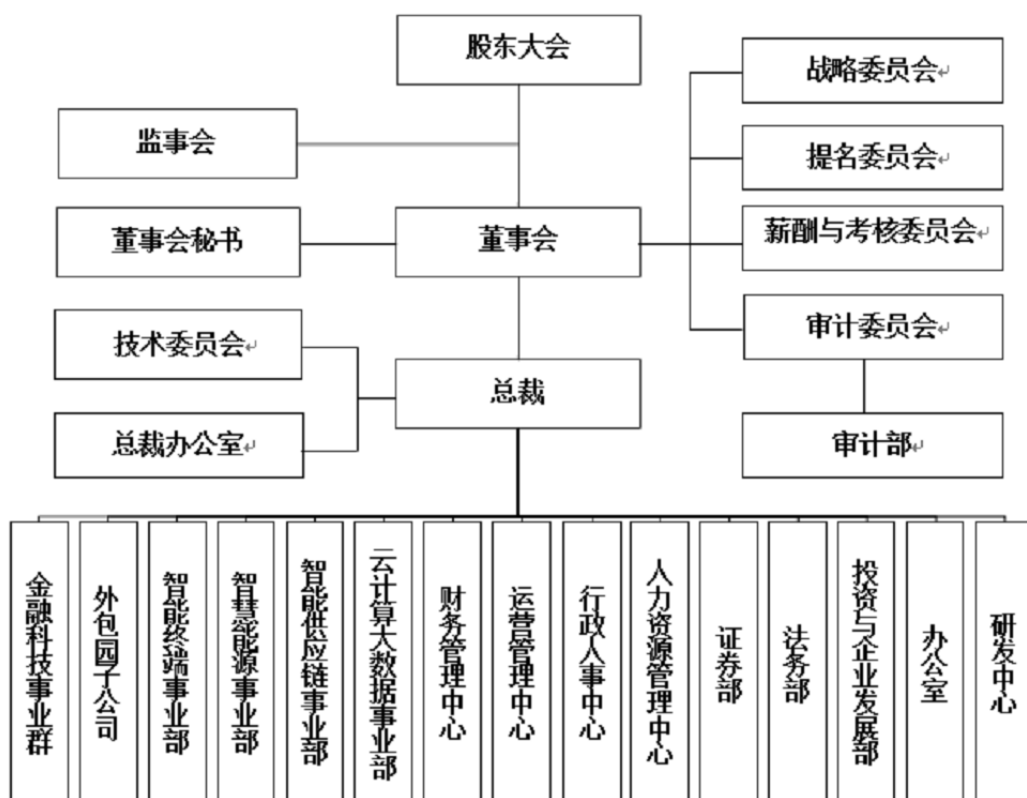 股东大会
战略委员会
监事会
提名委员会
董事会秘书
董事会
薪酬与考核委员会
技术委员会
审计委员会
总裁
总裁办公室
审计部
金融科技事业群
外包园子公司
智能终端事业部
智慧能源事业部
智能供应链事业部
云计算大数据事业部
财务管理中心
运营管理中心
行政人事中心
人力资源管理中心
证券部
法务部
投资与企业发展部
办公室
研发中心